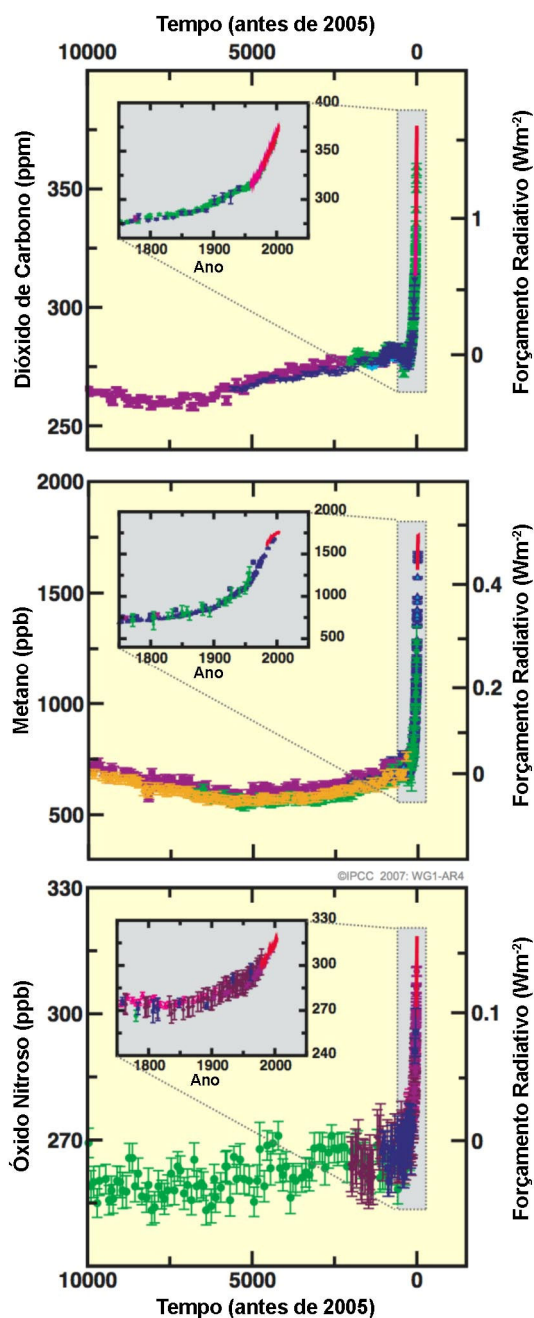 Tempo (antes de 2005)
10000 5000 0
Dióxido de Carbono (ppm)
350
300
250
400
350
300
1800 1900 2000
Ano
1
0
Forçamento Radiativo (Wm-2)
2000
1500
1000
500
Metano (ppb)
2000
1500
1000
500
1800 1900 2000
0.4
0.2
0
Forçamento Radiativo (Wm-2)
©IPCC 2007: WG1-AR4
330
300
270
Óxido Nitroso (ppb)
330
300
270
240
1800 1900 2000
Ano
0.1
0
Forçamento Radiativo (Wm-2)
10000 5000 0
Tempo (antes de 2005)